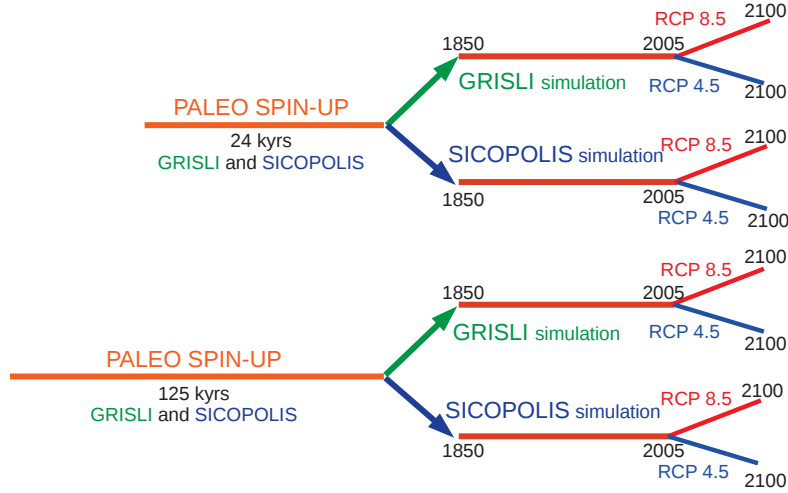 RCP 8.5
2100
1850
2005
GRISLI simulation
RCP 4.5
2100
PALEO SPIN-UP
24 kyrs
GRISLI and SICOPOLIS
2100
RCP 8.5
SICOPOLIS simulation
1850
2005
RCP 4.5
2100
2100
RCP 8.5
1850
2005
GRISLI simulation
RCP 4.5
2100
PALEO SPIN-UP
125 kyrs
GRISLI and SICOPOLIS
2100
RCP 8.5
SICOPOLIS simulation
1850
2005
RCP 4.5
2100